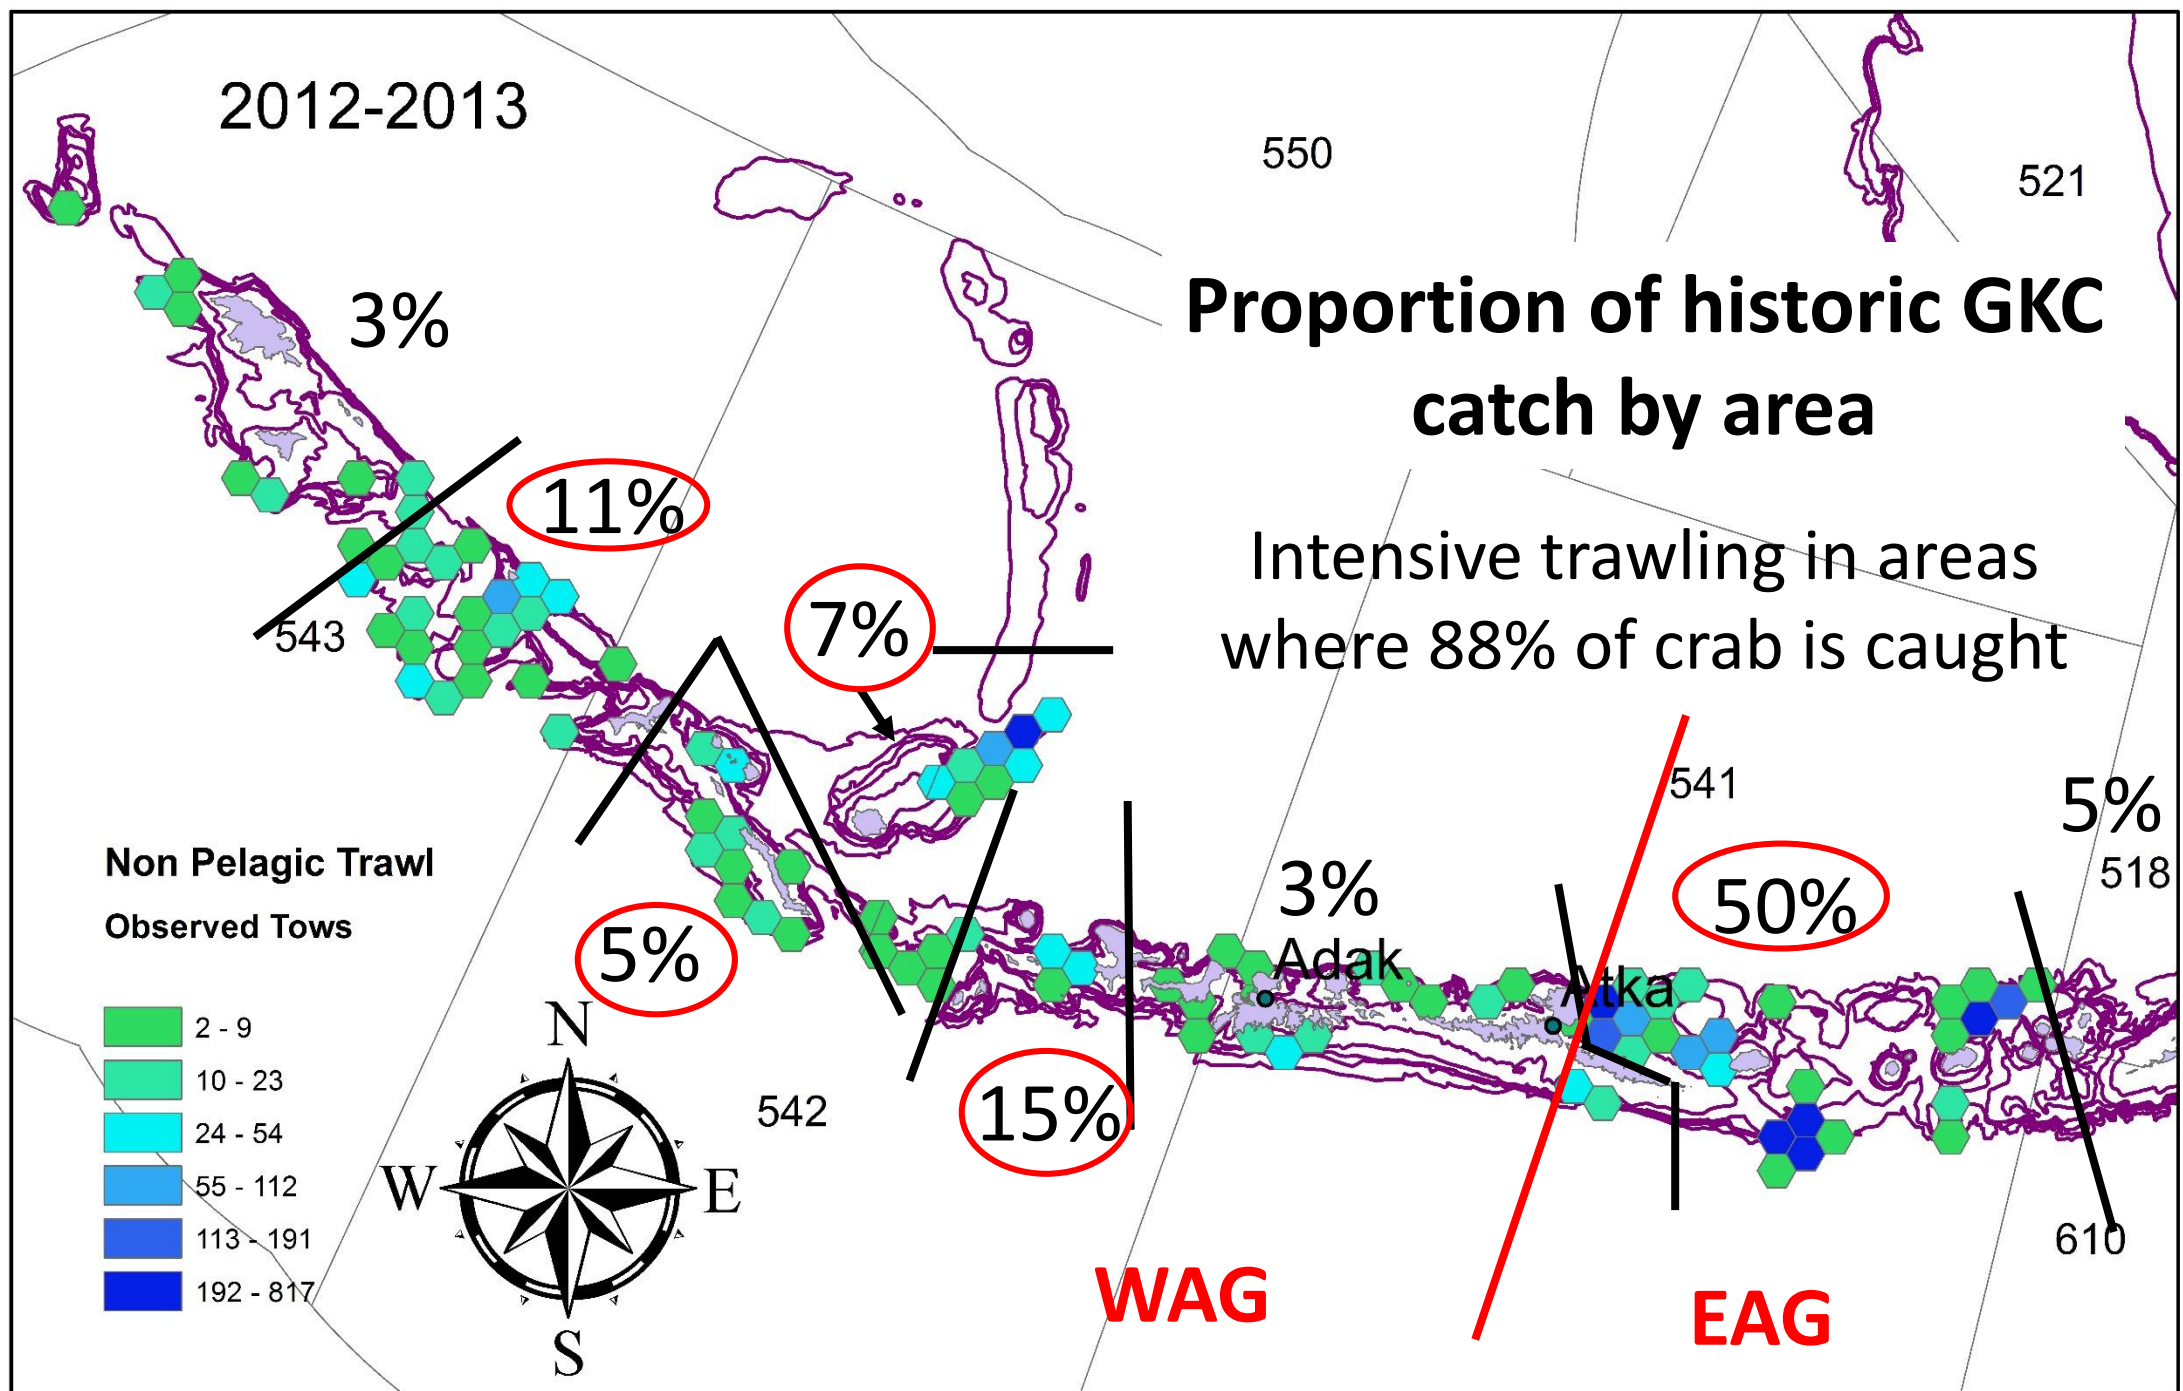 2012-2013
550
521
3%
Proportion of historic GKC
catch by area
11%
Intensive trawling in areas
where 88% of crab is caught
7%
543
541
5%
518
Non Pelagic Trawl
Observed Tows
3%
50%
5%
Adak
Atka
2 - 9
10 - 23
24 - 54
55 - 112
113 - 191
192 - 817
N
W
E
S
542
15%
610
WAG
EAG